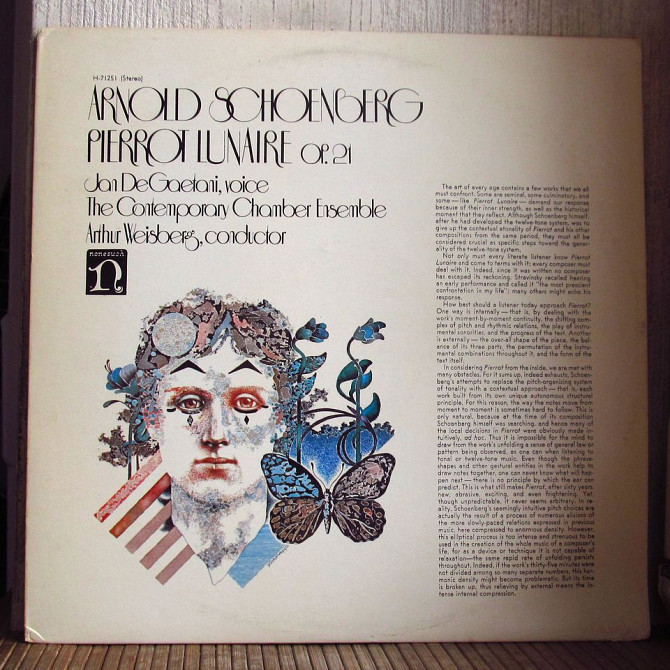 H-71251 (Stereo)
ARNOLD SCHOENBERG
PIERROT LUNAIRE OP. 21
Jan DeGaetani, voice
The Contemporary Chamber Ensemble
Arthur Weisberg, conductor
nonesuch
n
The art of every age contains a few works that we all
must confront. Some are seminal, some culminatory, and
some — like Pierrot Lunaire — demand our response
because of their inner strength, as well as the historical
moment that they reflect. Although Schoenberg himself,
after he had developed the twelve-tone system, was to
give up the contextual atonality of Pierrot and his other
compositions from the same period, they must all be
considered crucial as specific steps toward the gener-
ality of the twelve-tone system.
Not only must every literate listener know Pierrot
Lunaire and come to terms with it; every composer must
deal with it. Indeed, since it was written no composer
has escaped its reckoning. Stravinsky recalled hearing
an early performance and called it "the most prescient
confrontation in my life"; many others might echo his
response.
How best should a listener today approach Pierrot?
One way is internally — that is, by dealing with the
work's moment-by-moment continuity, the shifting com-
plex of pitch and rhythmic relations, the play of instru-
mental sonorities, and the progress of the text. Another
is externally — the over-all shape of the piece, the bal-
ance of its three parts, the permutation of the instru-
mental combinations throughout it, and the form of the
text itself.
In considering Pierrot from the inside, we are met with
many obstacles. For it sums up, indeed exhausts, Schoen-
berg's attempts to replace the pitch-organizing system
of tonality with a contextual approach — that is, each
work built from its own unique autonomous structural
principle. For this reason, the way the notes move from
moment to moment is sometimes hard to follow. This is
only natural, because at the time of its composition
Schoenberg himself was searching, and hence many of
the local decisions in Pierrot were obviously made in-
tuitively, ad hoc. Thus it is impossible for the mind to
draw from the work's unfolding a sense of general law or
pattern being observed, as one can when listening to
tonal or twelve-tone music. Even though the phrase-
shapes and other gestural entities in the work help to
draw notes together, one can never know what will hap-
pen next — there is no principle by which the ear can
predict. This is what still makes Pierrot, after sixty years,
new, abrasive, exciting, and even frightening. Yet,
though unpredictable, it never seems arbitrary. In re-
ality, Schoenberg's seemingly intuitive pitch choices are
actually the result of a process of numerous elisions of
the more slowly-paced relations expressed in previous
music, here compressed to enormous density. However,
this elliptical process is too intense and strenuous to be
used in the creation of the whole music of a composer's
life, for as a device or technique it is not capable of
relaxation—the same rapid rate of unfolding persists
throughout. Indeed, if the work's thirty-five minutes were
not divided among so many separate numbers, this har-
monic density might become problematic. But its time
is broken up, thus relieving by external means the in-
tense internal compression.